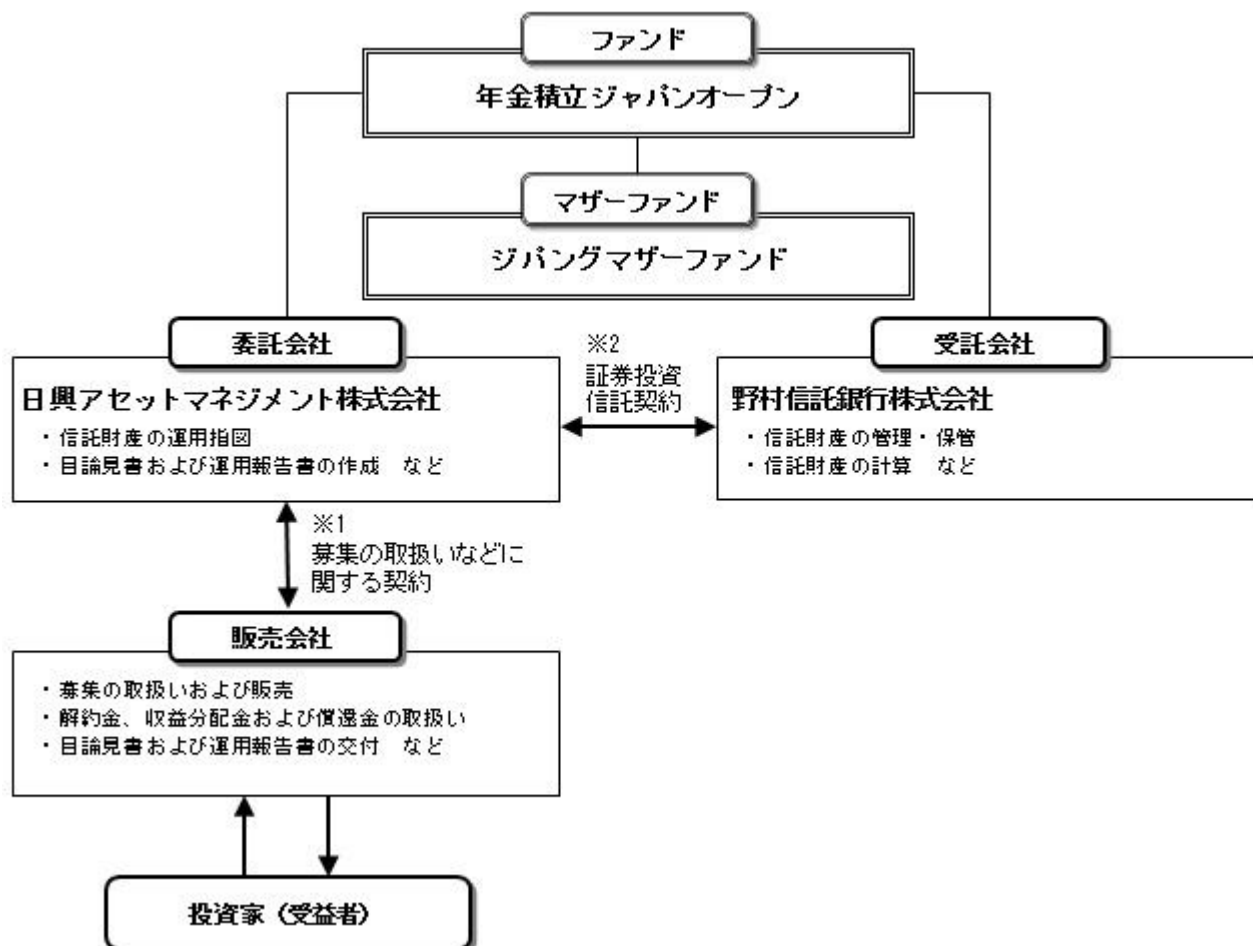 ファンド
年金積立ジャパンオープン
マザーファンド
ジパングマザーファンド
委託会社
日興アセットマネジメント株式会社
・信託財産の運用指図
・目論見書および運用報告書の作成 など
※2
証券投資
信託契約
受託会社
野村信託銀行株式会社
・信託財産の管理・保管
・信託財産の計算 など
※1
募集の取扱いなどに
関する契約
販売会社
・募集の取扱いおよび販売
・解約金、収益分配金および償還金の取扱い
・目論見書および運用報告書の交付 など
投資家（受益者）